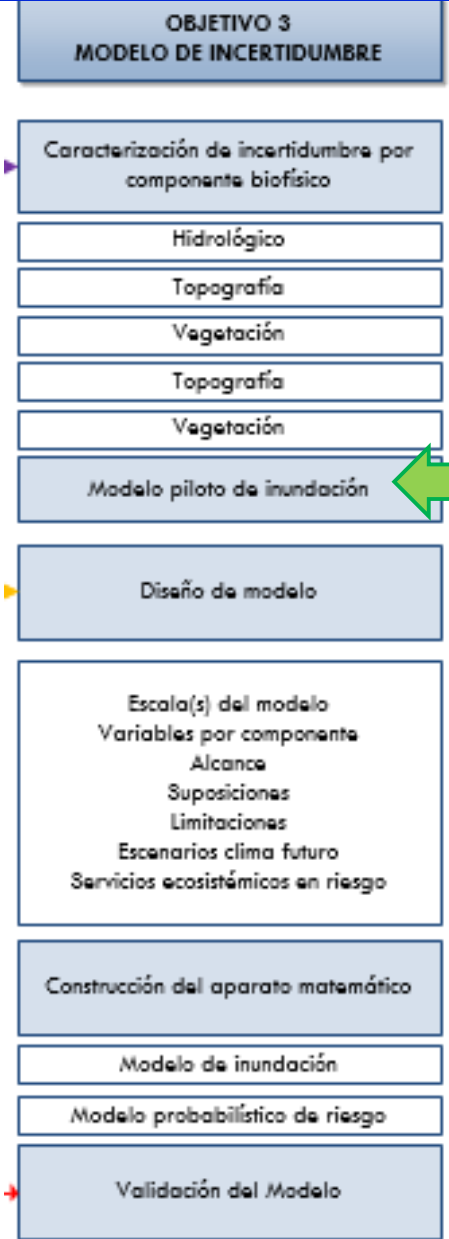 OBJETIVO 3
MODELO DE INCERTIDUMBRE
Caracterización de incertidumbre por
componente biofísico
Hidrológico
Topografía
Vegetación
Topografía
Vegetación
Modelo piloto de inundación
Diseño de modelo
Escala(s) del modelo
Variables por componente
Alcance
Suposiciones
Limitaciones
Escenarios clima futuro
Servicios ecosistémicos en riesgo
Construcción del aparato matemático
Modelo de inundación
Modelo probabilístico de riesgo
Validación del Modelo